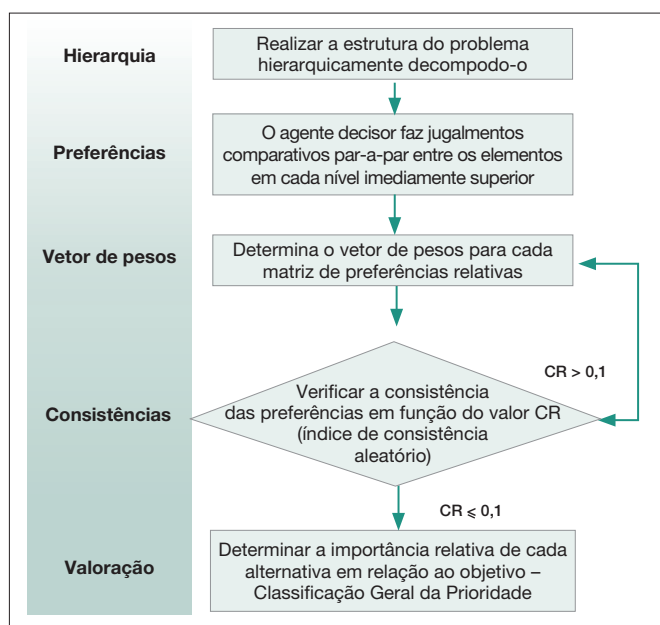 Hierarquia
Realizar a estrutura do problema
hierarquicamente decompodo-o
Preferências
O agente decisor faz jugalmentos
comparativos par-a-par entre os elementos
em cada nível imediamente superior
Vetor de pesos
Determina o vetor de pesos para cada
matriz de preferências relativas
CR > 0,1
Consistências
Verificar a consistência
das preferências em função do valor CR
(índice de consistência
aleatório)
CR ⩽ 0,1
Valoração
Determinar a importância relativa de cada
alternativa em relação ao objetivo –
Classificação Geral da Prioridade